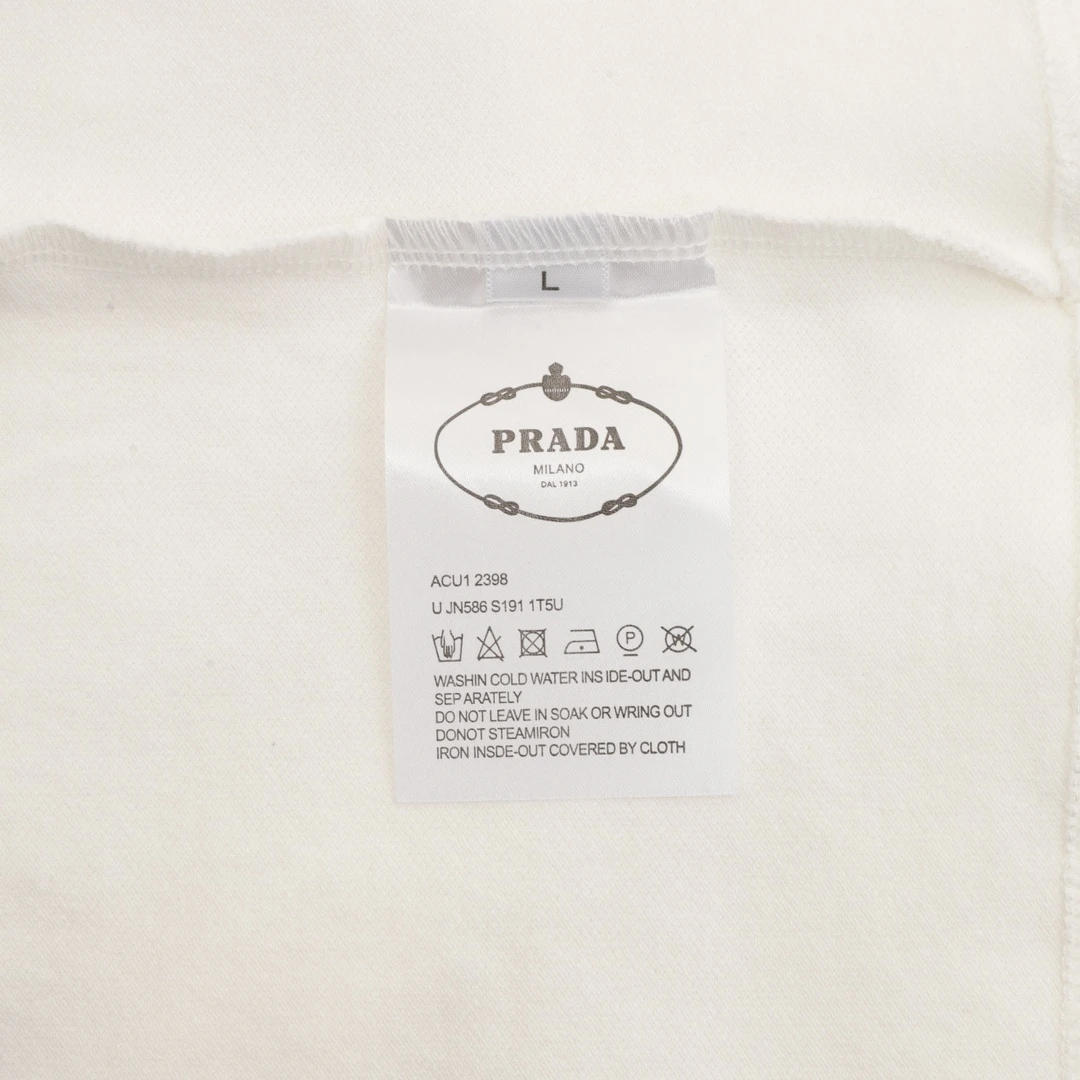 L
PRADA
MILANO
DAL 1913
ACU1 2398
U JN586 S191 1T5U
P
W
WASHIN COLD WATER INS IDE-OUT AND
SEP ARATELY
DO NOT LEAVE IN SOAK OR WRING OUT
DONOT STEAMIRON
IRON INSDE-OUT COVERED BY CLOTH